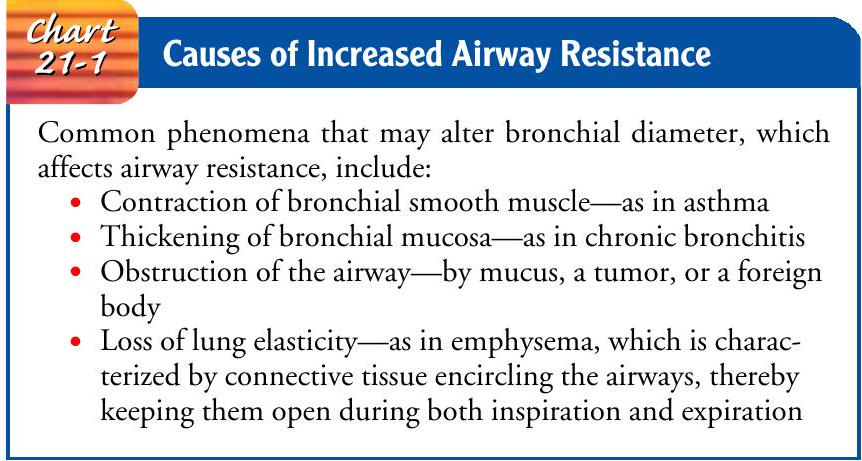 Chart
21-1
Causes of Increased Airway Resistance
Common phenomena that may alter bronchial diameter, which
affects airway resistance, include:
• Contraction of bronchial smooth muscle—as in asthma
• Thickening of bronchial mucosa—as in chronic bronchitis
• Obstruction of the airway—by mucus, a tumor, or a foreign
body
• Loss of lung elasticity—as in emphysema, which is charac-
terized by connective tissue encircling the airways, thereby
keeping them open during both inspiration and expiration